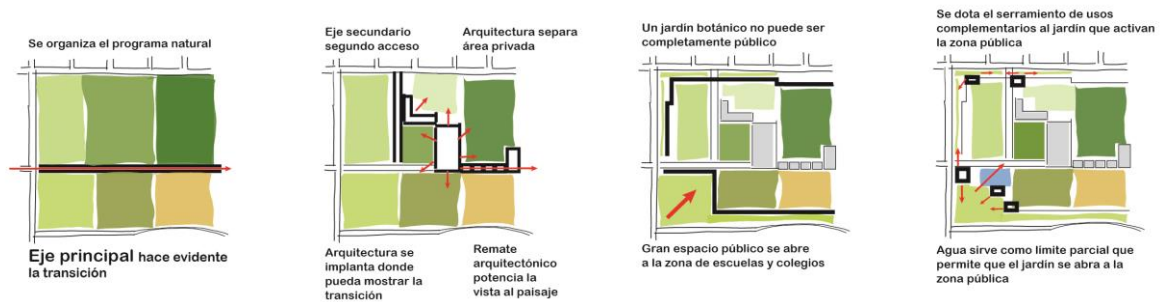 Se organiza el programa natural
Eje principal hace evidente
la transición
Eje secundario
segundo acceso
Arquitectura separa
área privada
Arquitectura se
implanta donde
pueda mostrar la
transición
Remate
arquitectónico
potencia la
vista al paisaje
Un jardín botánico no puede ser
completamente público
Gran espacio público se abre
a la zona de escuelas y colegios
Se dota el serramiento de usos
complementarios al jardín que activan
la zona pública
Agua sirve como límite parcial que
permite que el jardín se abra a la
zona pública